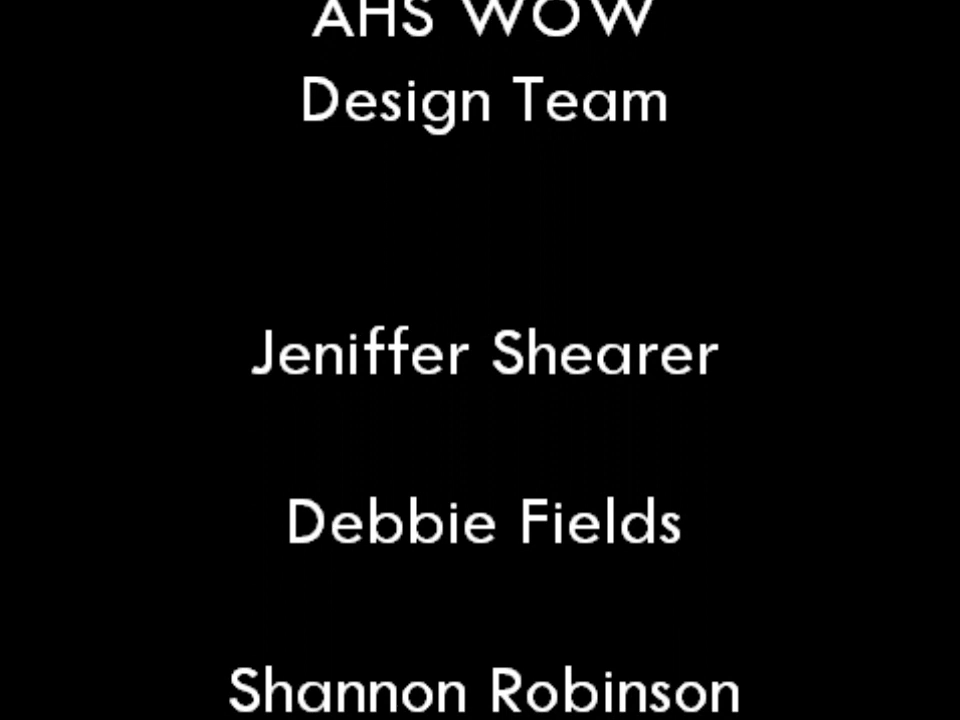 AHS WOW
Design Team
Jeniffer Shearer
Debbie Fields
Shannon Robinson